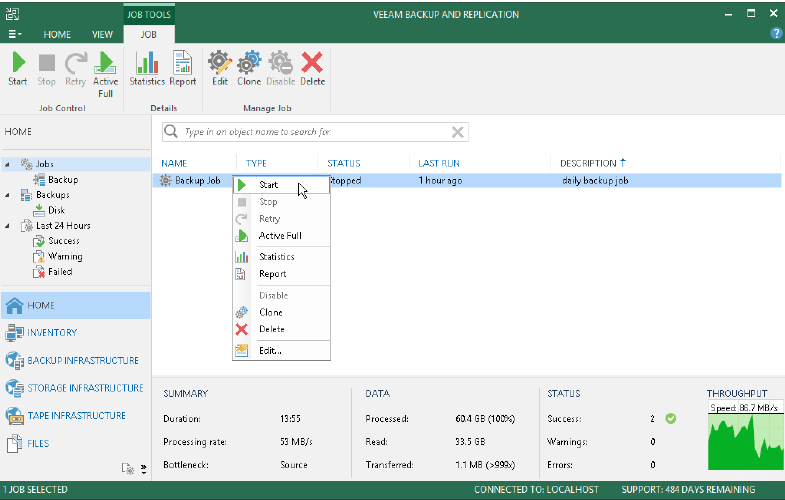 JOB TOOLS
VEEAM BACKUP AND REPLICATION
HOME VIEW JOB
Start Stop Retry Active Full Statistics Report Edit Clone Disable Delete
Job Control Details Manage Job
HOME
Type in an object name to search for
Jobs
Backup
Backups
Disk
Last 24 Hours
Success
Warning
Failed
HOME
INVENTORY
BACKUP INFRASTRUCTURE
STORAGE INFRASTRUCTURE
TAPE INFRASTRUCTURE
FILES
NAME TYPE STATUS LAST RUN DESCRIPTION
Backup Job Stopped 1 hour ago daily backup job
Start
Stop
Retry
Active Full
Statistics
Report
Disable
Clone
Delete
Edit...
SUMMARY
Duration: 13:55
Processing rate: 53 MB/s
Bottleneck: Source
DATA
Processed: 60.4 GB (100%)
Read: 33.5 GB
Transferred: 1.1 MB (>999x)
STATUS
Success: 2
Warnings: 0
Errors: 0
THROUGHPUT
Speed: 86.7 MB/s
1 JOB SELECTED
CONNECTED TO: LOCALHOST
SUPPORT: 484 DAYS REMAINING